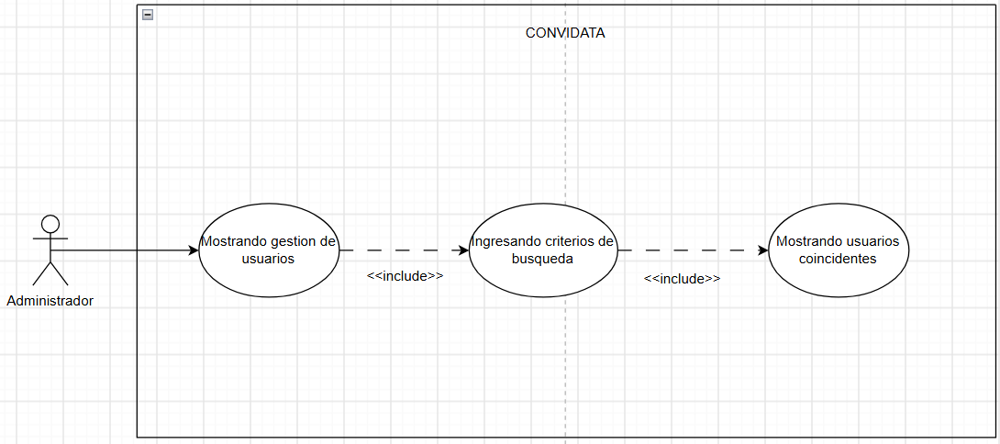 CONVIDATA
Mostrando gestion de
usuarios
Ingresando criterios de
busqueda
Mostrando usuarios
coincidentes
<<include>>
<<include>>
Administrador